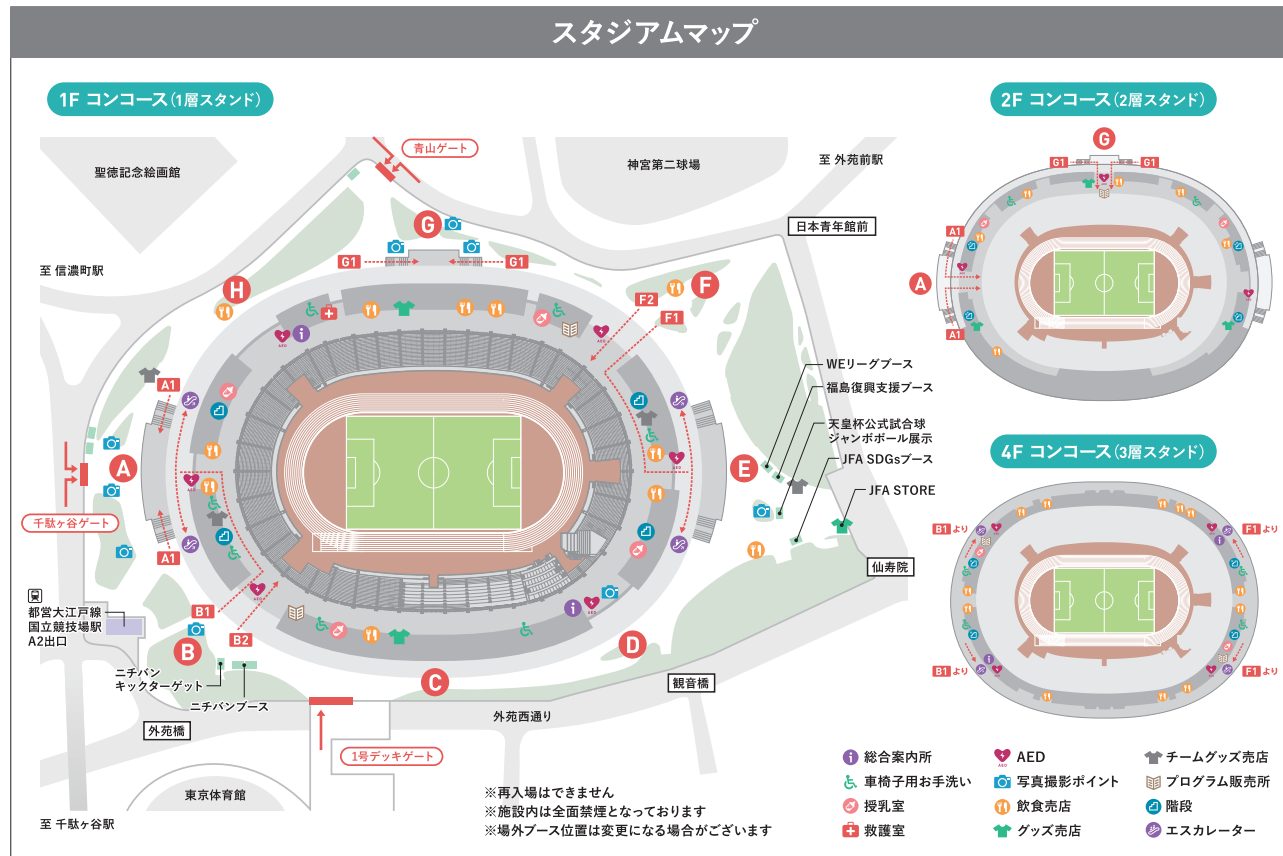 スタジアムマップ
1F コンコース(1層スタンド)
聖徳記念絵画館
青山ゲート
神宮第二球場
至 外苑前駅
日本青年館前
至 信濃町駅
G
G1
G1
H
F
F2
F1
A1
A
千駄ヶ谷ゲート
A1
E
WEリーグブース
福島復興支援ブース
天皇杯公式試合球
ジャンボボール展示
JFA SDGsブース
JFA STORE
仙寿院
都営大江戸線
国立競技場駅
A2出口
B1
B2
B
ニチバン
キックターゲット
ニチバンブース
C
D
観音橋
外苑橋
外苑西通り
1号デッキゲート
東京体育館
至 千駄ヶ谷駅
AED
AED
AED
AED
AED
AED
※再入場はできません
※施設内は全面禁煙となっております
※場外ブース位置は変更になる場合がございます
2F コンコース(2層スタンド)
G
G1
G1
A1
A
A1
4F コンコース(3層スタンド)
B1より
F1より
B1より
F1より
総合案内所
車椅子用お手洗い
授乳室
救護室
AED
AED
写真撮影ポイント
飲食売店
グッズ売店
チームグッズ売店
プログラム販売所
階段
エスカレーター